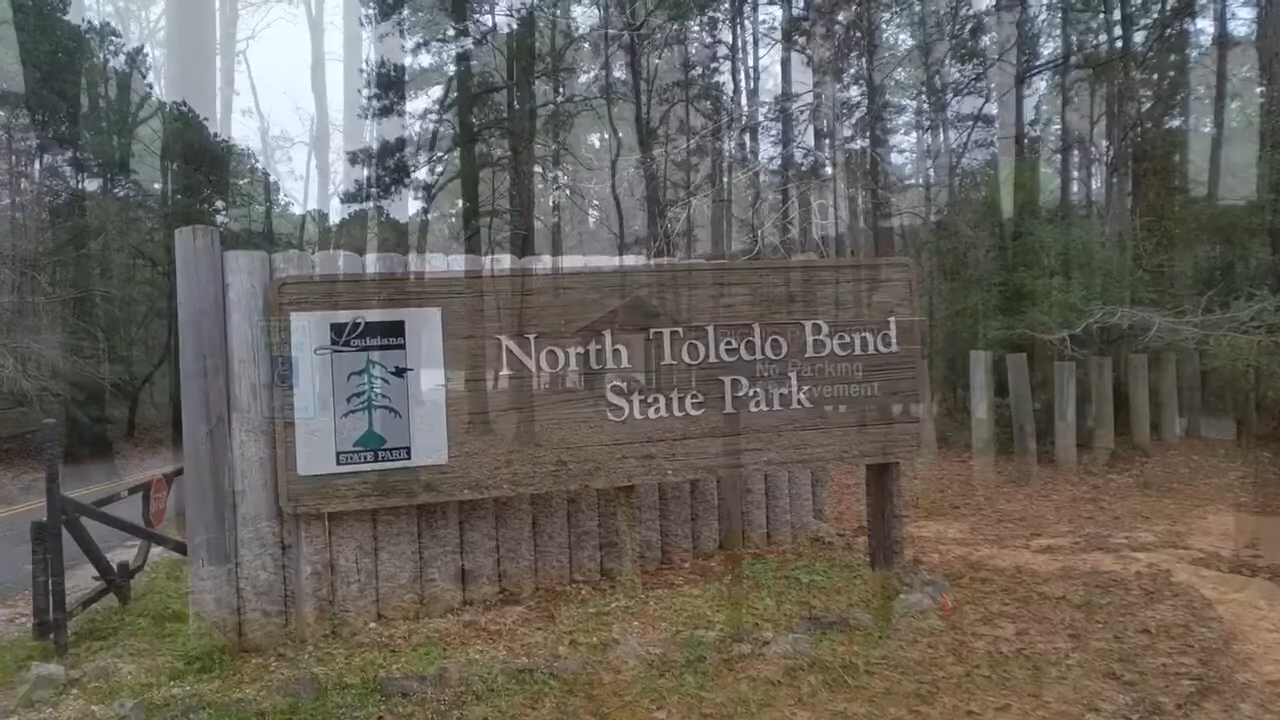 Louisiana
STATE PARK
North Toledo Bend
State Park
No Parking